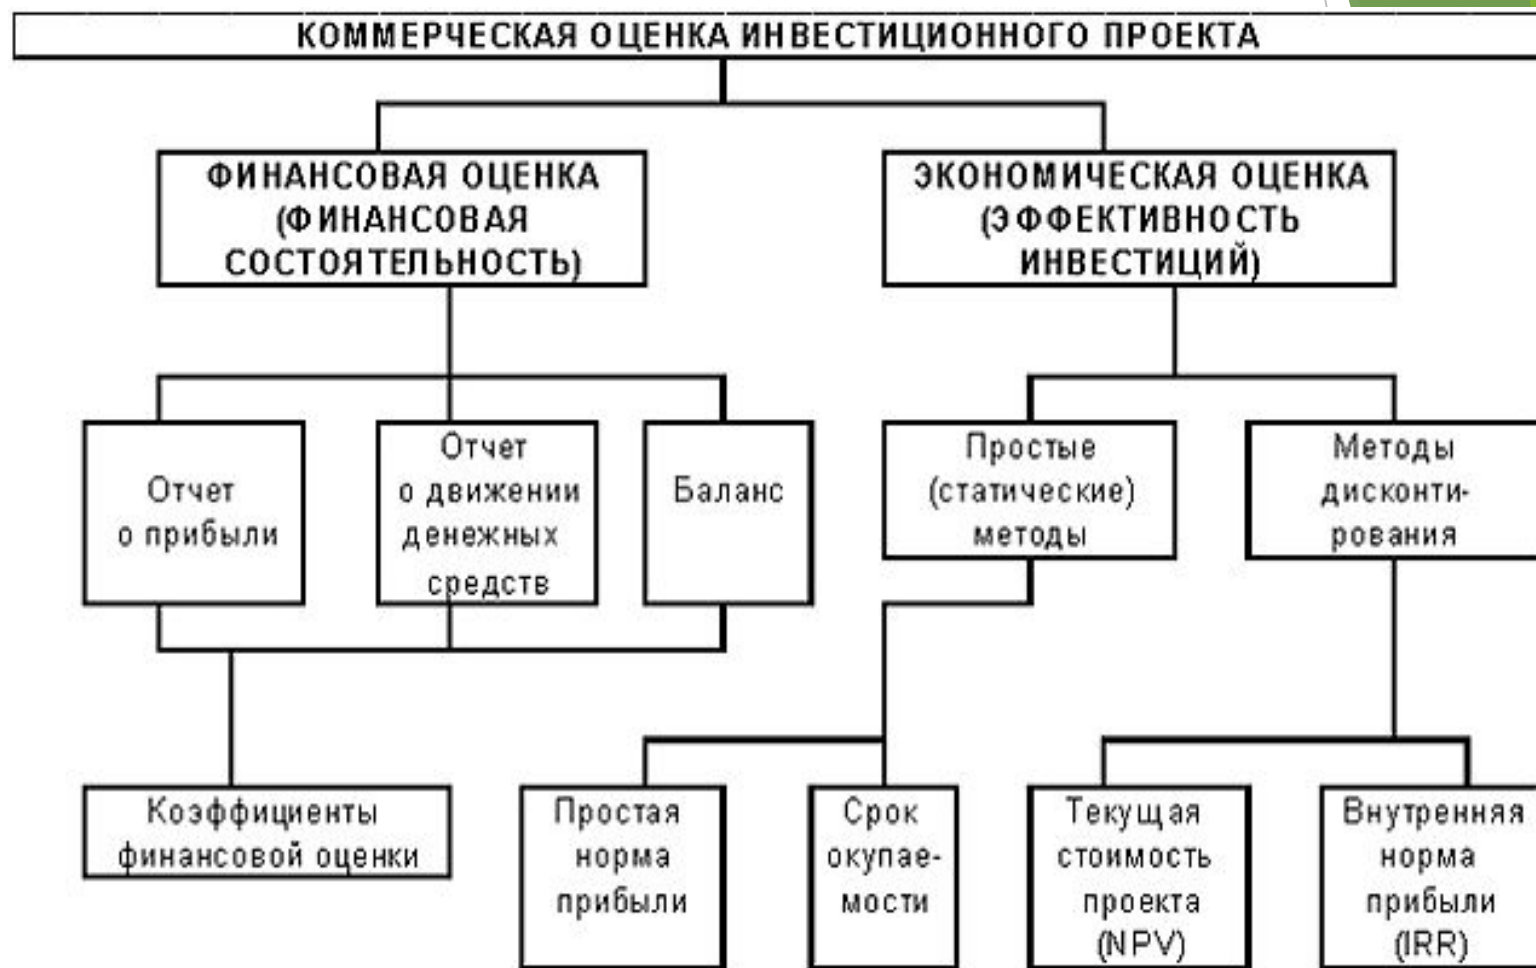 КОММЕРЧЕСКАЯ ОЦЕНКА ИНВЕСТИЦИОННОГО ПРОЕКТА
ФИНАНСОВАЯ ОЦЕНКА
(ФИНАНСОВАЯ
СОСТОЯТЕЛЬНОСТЬ)
ЭКОНОМИЧЕСКАЯ ОЦЕНКА
(ЭФФЕКТИВНОСТЬ
ИНВЕСТИЦИЙ)
Отчет
о прибыли
Отчет
о движении
денежных
средств
Баланс
Простые
(статические)
методы
Методы
дисконти-
рования
Коэффициенты
финансовой оценки
Простая
норма
прибыли
Срок
окупае-
мости
Текущая
стоимость
проекта
(NPV)
Внутренняя
норма
прибыли
(IRR)